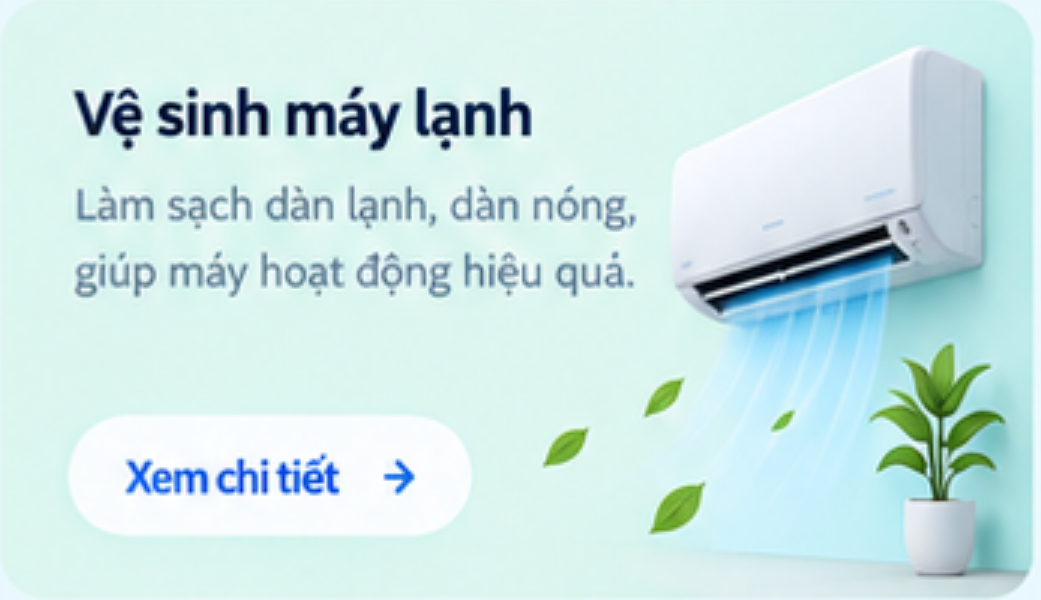 Vệ sinh máy lạnh
Làm sạch dàn lạnh, dàn nóng,
giúp máy hoạt động hiệu quả.
Xem chi tiết →